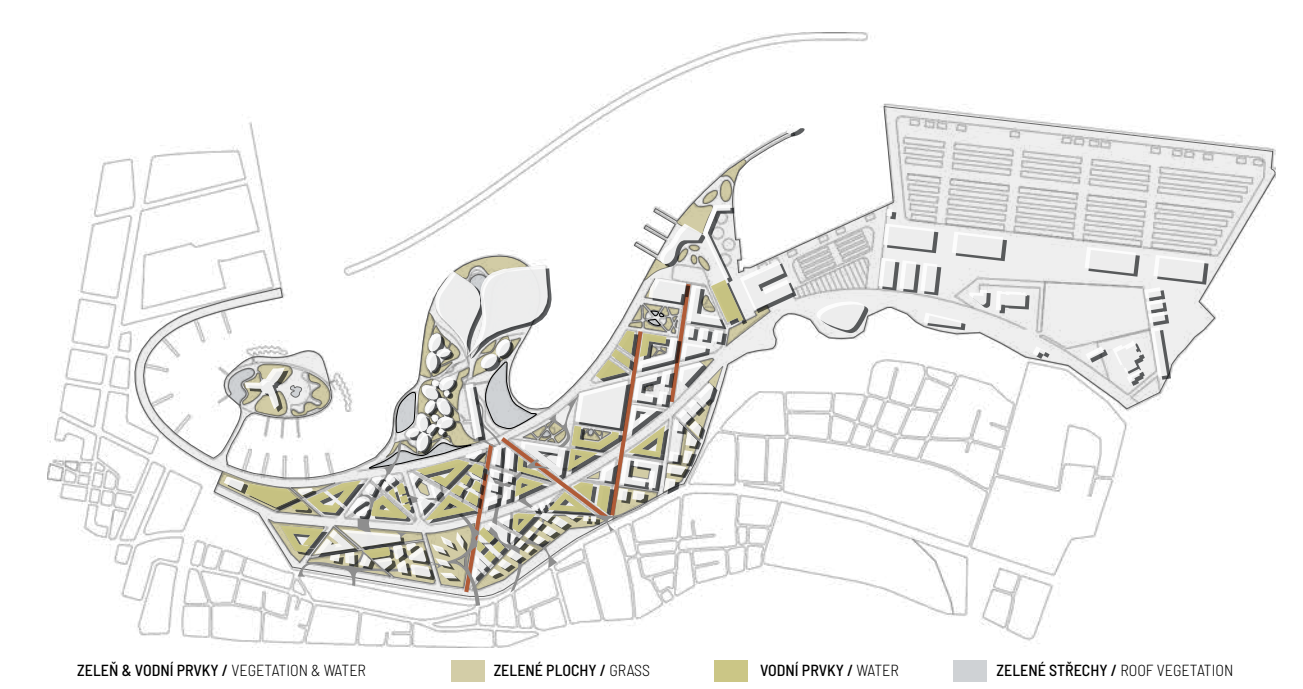 ZELEŇ & VODNÍ PRVKY / VEGETATION & WATER ZELENÉ PLOCHY / GRASS VODNÍ PRVKY / WATER ZELENÉ STŘECHY / ROOF VEGETATION